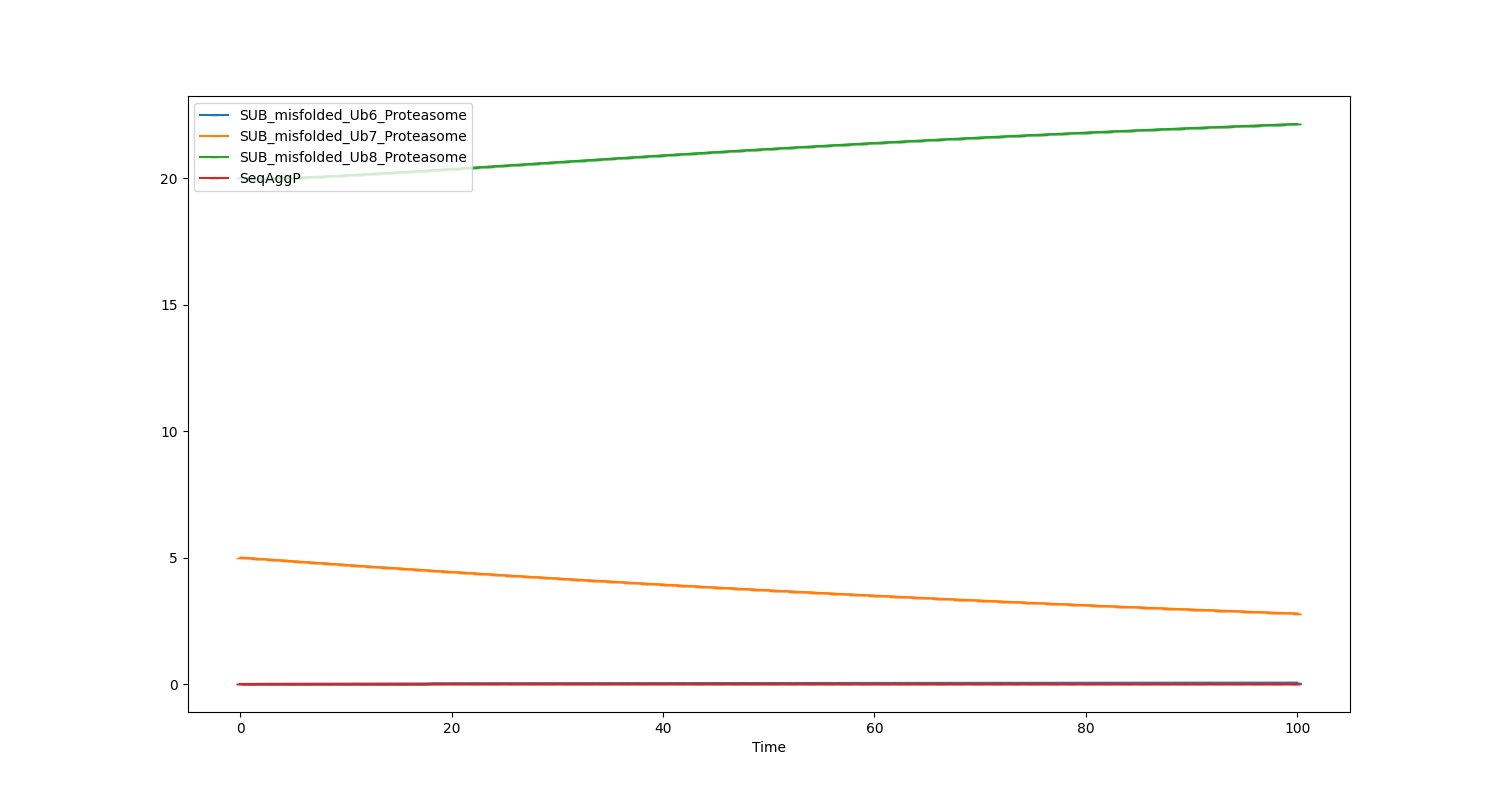 SUB_misfolded_Ub6_Proteasome
SUB_misfolded_Ub7_Proteasome
SUB_misfolded_Ub8_Proteasome
SeqAggP
20
15
10
5
0
0 20 40 60 80 100
Time